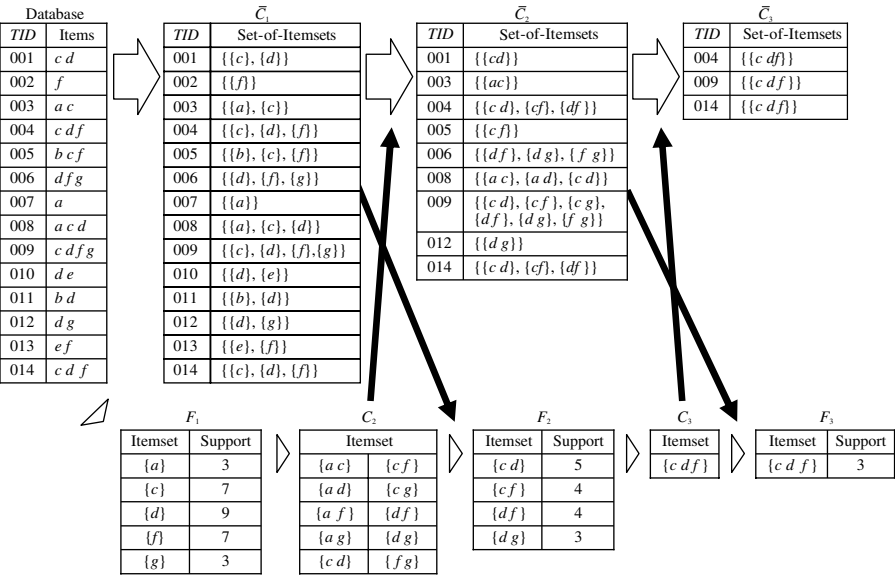 Database
TID Items
001 c d
002 f
003 a c
004 c d f
005 b c f
006 d f g
007 a
008 a c d
009 c d f g
010 d e
011 b d
012 d g
013 e f
014 c d f
C̅₁
TID Set-of-Itemsets
001 {{c}, {d}}
002 {{f}}
003 {{a}, {c}}
004 {{c}, {d}, {f}}
005 {{b}, {c}, {f}}
006 {{d}, {f}, {g}}
007 {{a}}
008 {{a}, {c}, {d}}
009 {{c}, {d}, {f},{g}}
010 {{d}, {e}}
011 {{b}, {d}}
012 {{d}, {g}}
013 {{e}, {f}}
014 {{c}, {d}, {f}}
C̅₂
TID Set-of-Itemsets
001 {{cd}}
003 {{ac}}
004 {{c d}, {cf}, {df }}
005 {{c f}}
006 {{d f }, {d g}, { f g}}
008 {{a c}, {a d}, {c d}}
009 {{c d}, {c f }, {c g},
{d f }, {d g}, {f g}}
012 {{d g}}
014 {{c d}, {cf}, {df }}
C̅₃
TID Set-of-Itemsets
004 {{c df}}
009 {{c d f }}
014 {{c df}}
F₁
Itemset Support
{a} 3
{c} 7
{d} 9
{f} 7
{g} 3
C₂
Itemset
{a c} {c f }
{a d} {c g}
{a f } {d f }
{a g} {d g}
{c d} { f g}
F₂
Itemset Support
{c d} 5
{c f } 4
{d f } 4
{d g} 3
C₃
Itemset
{c d f }
F₃
Itemset Support
{c d f } 3